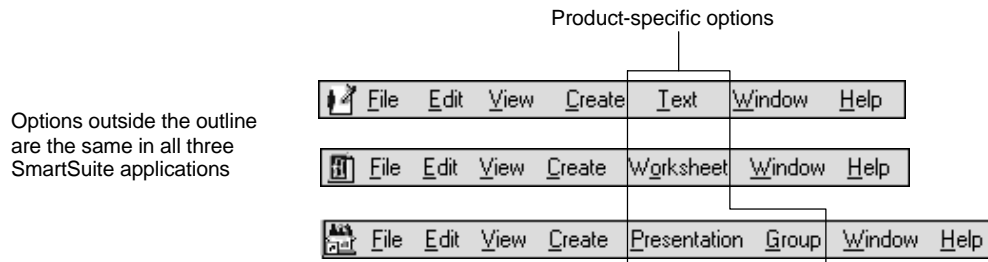 Product-specific options
File Edit View Create Text Window Help
Options outside the outline
are the same in all three
SmartSuite applications
File Edit View Create Worksheet Window Help
File Edit View Create Presentation Group Window Help